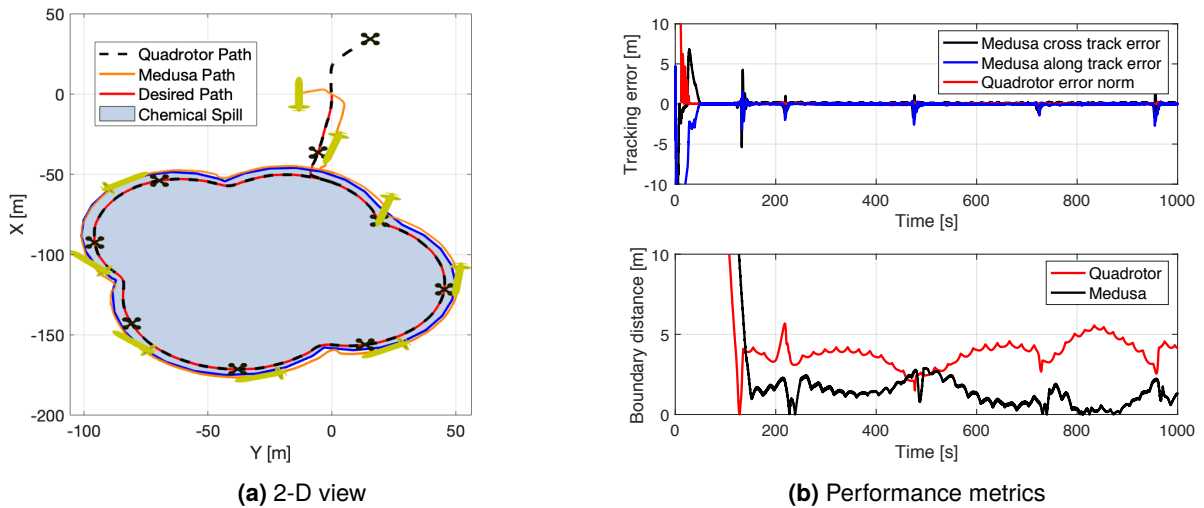 50
0
-50
-100
-150
-200
X [m]
Quadrotor Path
Medusa Path
Desired Path
Chemical Spill
-100
-50
0
50
Y [m]
(a) 2-D view
10
5
0
-5
-10
Tracking error [m]
Medusa cross track error
Medusa along track error
Quadrotor error norm
0
200
400
600
800
1000
Time [s]
10
5
0
Boundary distance [m]
Quadrotor
Medusa
0
200
400
600
800
1000
Time [s]
(b) Performance metrics